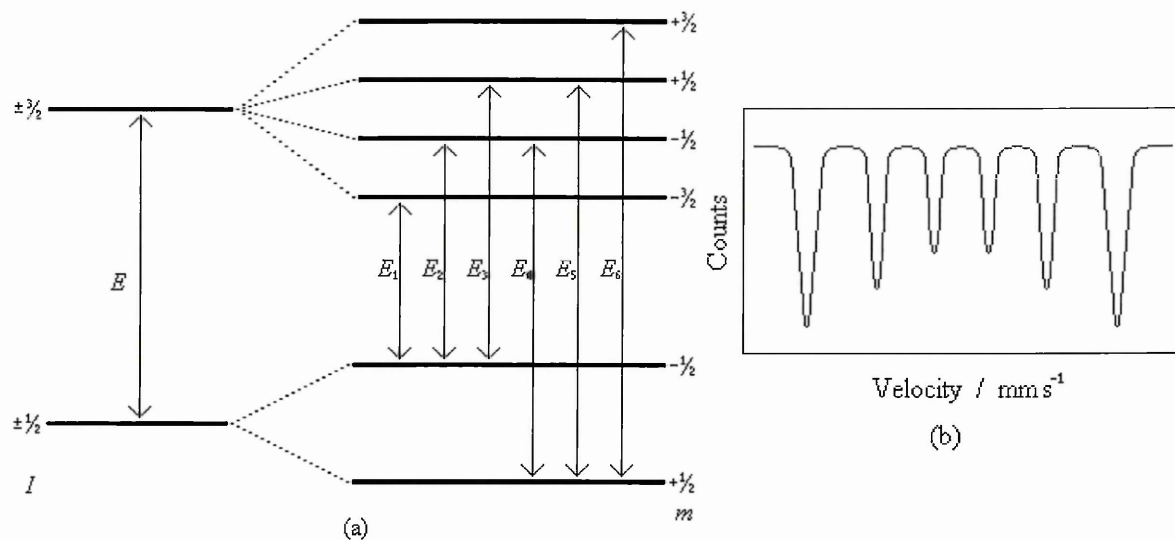 +3/2
+1/2
±3/2
−1/2
−3/2
E
E1 E2 E3 E5 E6
−1/2
±1/2
+1/2
I
m
(a)
Counts
Velocity / mm s-1
(b)